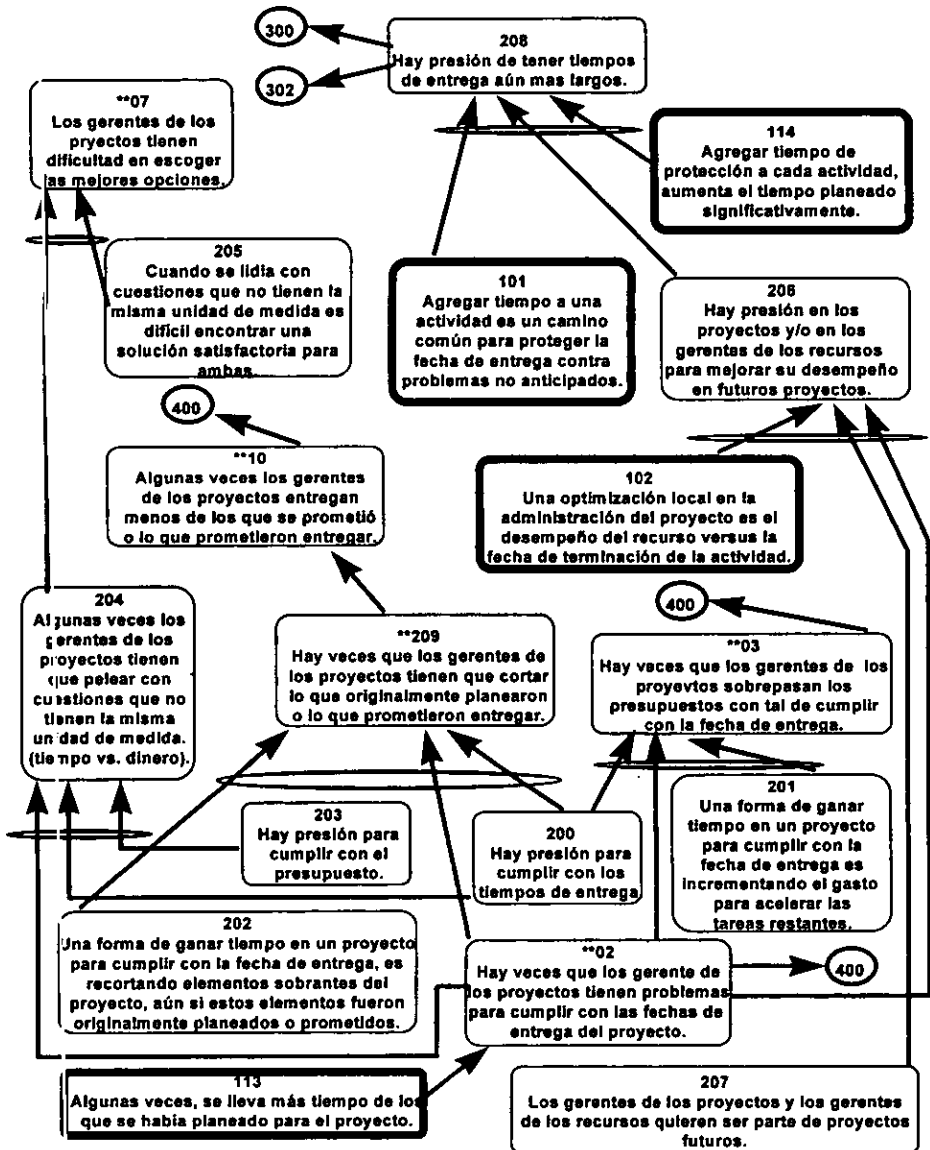 300
208
Hay presión de tener tiempos
de entrega aún mas largos.
302
**07
Los gerentes de los
pryectos tienen
dificultad en escoger
as mejores opciones.
114
Agregar tiempo de
protección a cada actividad,
aumenta el tiempo planeado
significativamente.
205
Cuando se lidia con
cuestiones que no tienen la
misma unidad de medida es
difícil encontrar una
solución satisfactoria para
ambas.
101
Agregar tiempo a una
actividad es un camino
común para proteger la
fecha de entrega contra
problemas no anticipados.
206
Hay presión en los
proyectos y/o en los
gerentes de los recursos
para mejorar su desempeño
en futuros proyectos.
400
**10
Algunas veces los gerentes
de los proyectos entregan
menos de los que se prometió
o lo que prometieron entregar.
102
Una optimización local en la
administración del proyecto es el
desempeño del recurso versus la
fecha de terminación de la actividad.
400
204
Algunas veces los
gerentes de los
proyectos tienen
que pelear con
cuestiones que no
tienen la misma
unidad de medida.
(tiempo vs. dinero).
**209
Hay veces que los gerentes de
los proyectos tienen que cortar
lo que originalmente planearon
o lo que prometieron entregar.
**03
Hay veces que los gerentes de los
proyevtos sobrepasan los
presupuestos con tal de cumplir
con la fecha de entrega.
203
Hay presión para
cumplir con el
presupuesto.
200
Hay presión para
cumplir con los
tiempos de entrega
201
Una forma de ganar
tiempo en un proyecto
para cumplir con la
fecha de entrega es
incrementando el gasto
para acelerar las
tareas restantes.
202
Una forma de ganar tiempo en un proyecto
para cumplir con la fecha de entrega, es
recortando elementos sobrantes del
proyecto, aún si estos elementos fueron
originalmente planeados o prometidos.
**02
Hay veces que los gerente de
los proyectos tienen problemas
para cumplir con las fechas de
entrega del proyecto.
400
113
Algunas veces, se lleva más tiempo de los
que se había planeado para el proyecto.
207
Los gerentes de los proyectos y los gerentes
de los recursos quieren ser parte de proyectos
futuros.